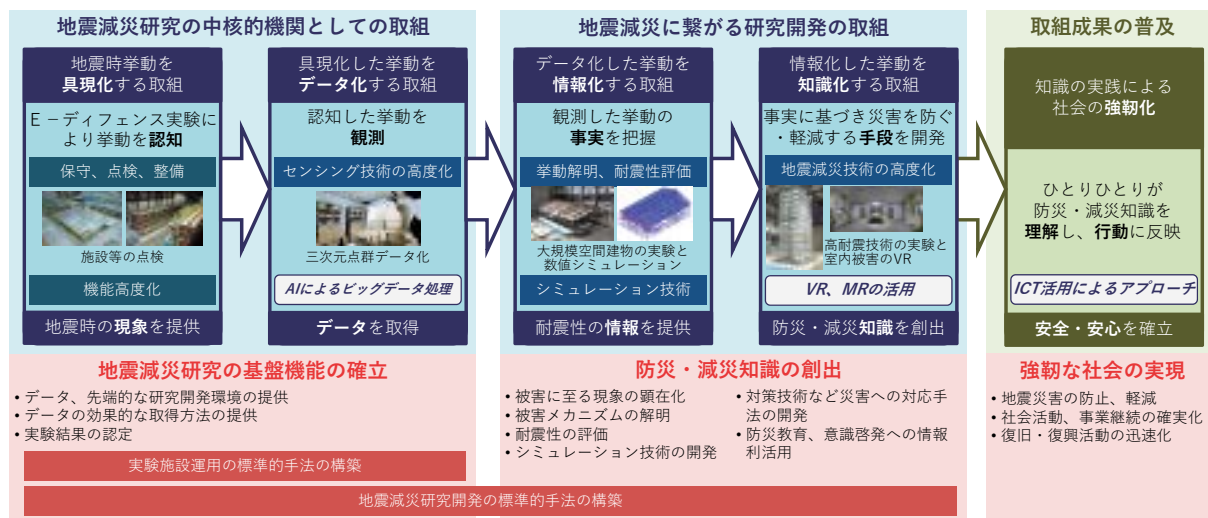 地震減災研究の中核的機関としての取組
地震時挙動を
具現化する取組
E－ディフェンス実験に
より挙動を認知
保守、点検、整備
施設等の点検
機能高度化
地震時の現象を提供
具現化した挙動を
データ化する取組
認知した挙動を
観測
センシング技術の高度化
三次元点群データ化
AIによるビッグデータ処理
データを取得
地震減災に繋がる研究開発の取組
データ化した挙動を
情報化する取組
観測した挙動の
事実を把握
挙動解明、耐震性評価
大規模空間建物の実験と
数値シミュレーション
シミュレーション技術
耐震性の情報を提供
情報化した挙動を
知識化する取組
事実に基づき災害を防ぐ
・軽減する手段を開発
地震減災技術の高度化
高耐震技術の実験と
室内被害のVR
VR、MRの活用
防災・減災知識を創出
取組成果の普及
知識の実践による
社会の強靭化
ひとりひとりが
防災・減災知識を
理解し、行動に反映
ICT活用によるアプローチ
安全・安心を確立
地震減災研究の基盤機能の確立
• データ、先端的な研究開発環境の提供
• データの効果的な取得方法の提供
• 実験結果の認定
防災・減災知識の創出
• 被害に至る現象の顕在化
• 被害メカニズムの解明
• 耐震性の評価
• シミュレーション技術の開発
• 対策技術など災害への対応手
法の開発
• 防災教育、意識啓発への情報
利活用
強靭な社会の実現
• 地震災害の防止、軽減
• 社会活動、事業継続の確実化
• 復旧・復興活動の迅速化
実験施設運用の標準的手法の構築
地震減災研究開発の標準的手法の構築